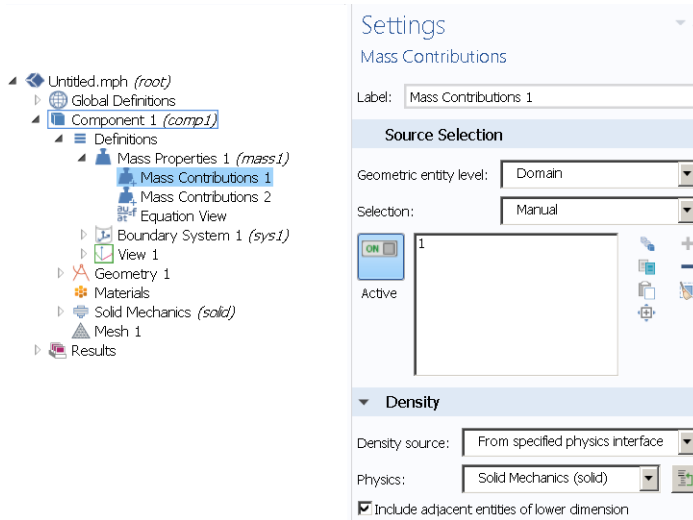 Untitled.mph (root)
Global Definitions
Component 1 (comp1)
Definitions
Mass Properties 1 (mass1)
Mass Contributions 1
Mass Contributions 2
Equation View
Boundary System 1 (sys1)
View 1
Geometry 1
Materials
Solid Mechanics (solid)
Mesh 1
Results
Settings
Mass Contributions
Label: Mass Contributions 1
Source Selection
Geometric entity level: Domain
Selection: Manual
ON
1
Active
Density
Density source: From specified physics interface
Physics: Solid Mechanics (solid)
Include adjacent entities of lower dimension